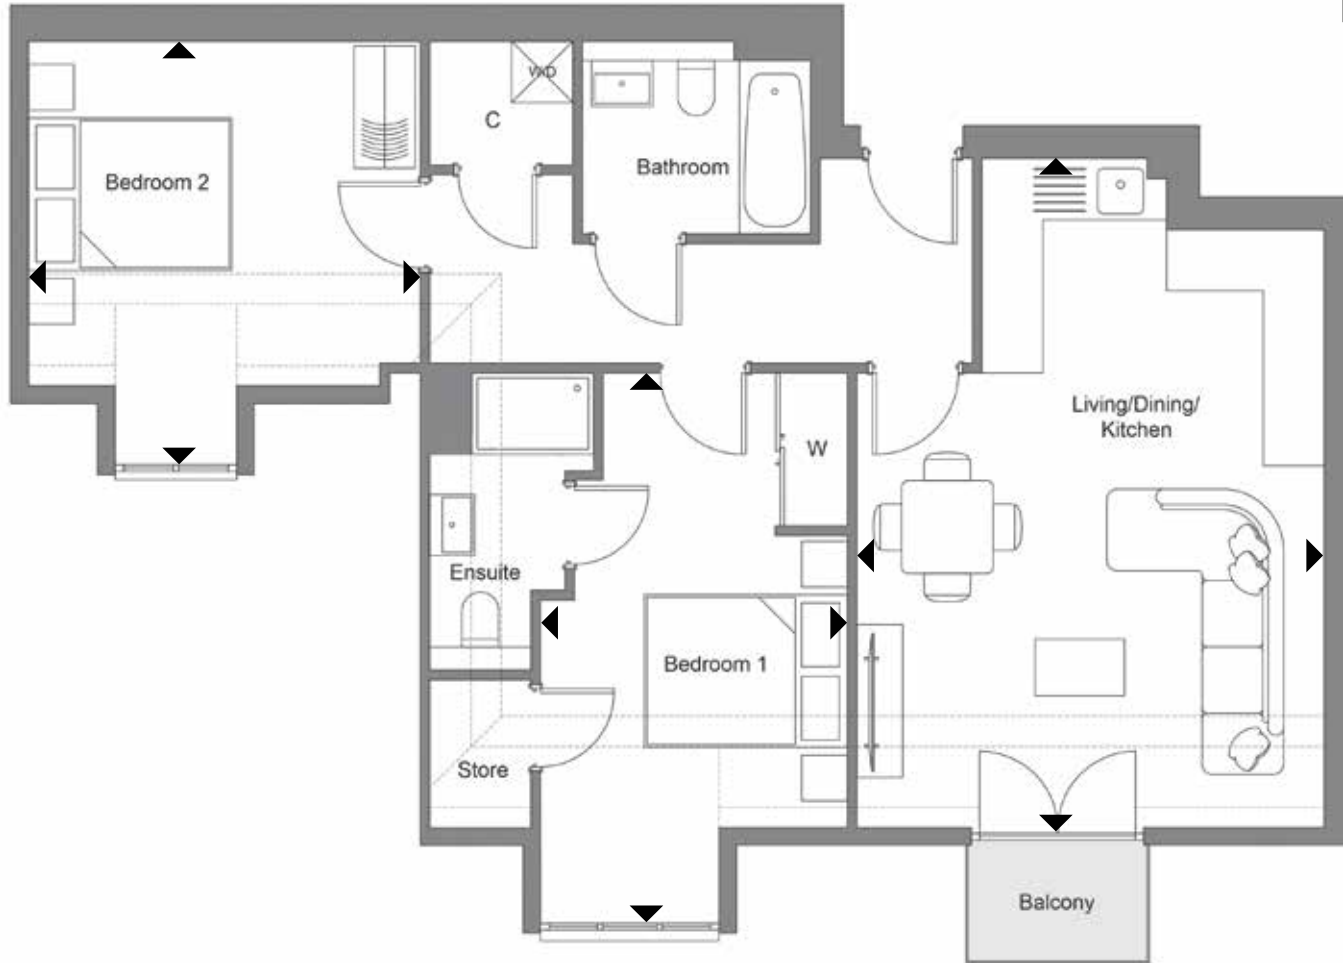 W/D
C
Bedroom 2
Bathroom
Living/Dining/
Kitchen
W
Ensuite
Bedroom 1
Store
Balcony